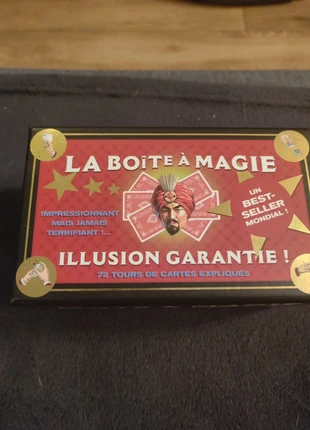 LA BOîTE À MAGIE
IMPRESSIONNANT
MAIS JAMAIS
TERRIFIANT !...
UN
BEST-
SELLER
MONDIAL !
ILLUSION GARANTIE !
72 TOURS DE CARTES EXPLIQUÉS